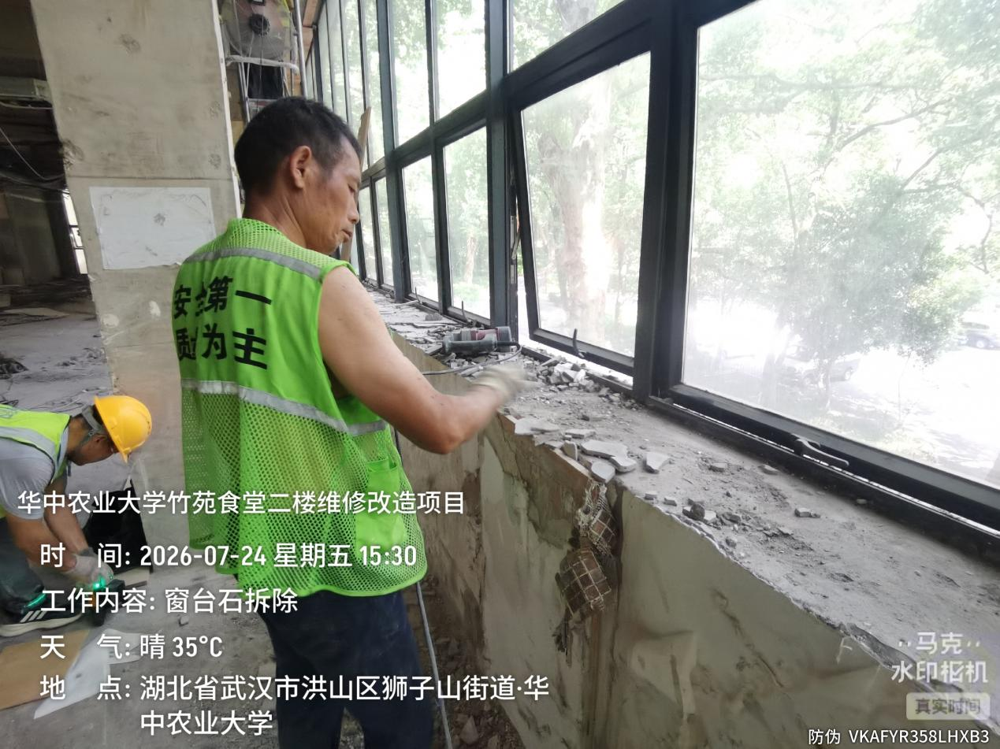 安全第一
质量为主
华中农业大学竹苑食堂二楼维修改造项目
时 间: 2026-07-24 星期五 15:30
工作内容: 窗台石拆除
天 气: 晴 35°C
地 点: 湖北省武汉市洪山区狮子山街道·华
中农业大学
马克
水印相机
真实时间
防伪 VKAFYR358LHXB3